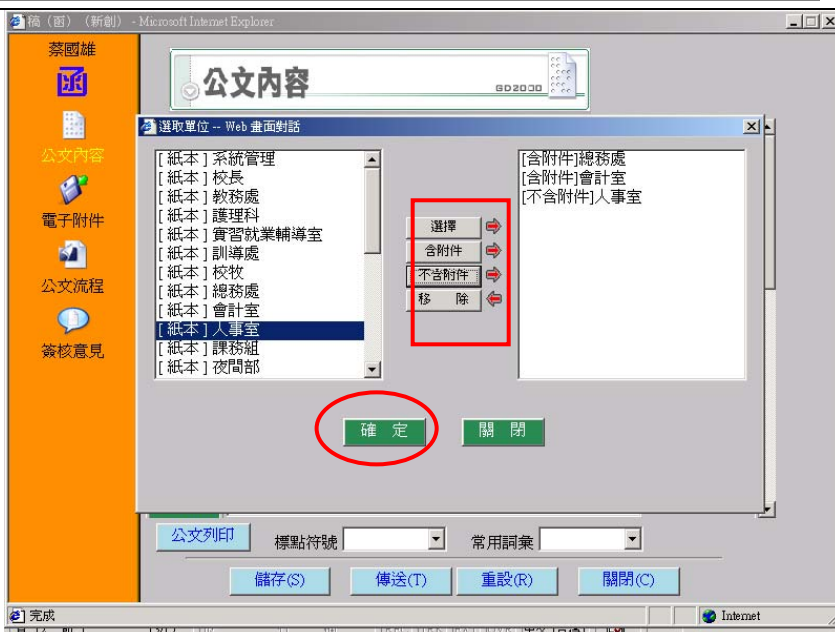 稿（函）（新創） - Microsoft Internet Explorer
蔡國雄
函
公文內容
電子附件
公文流程
簽核意見
公文內容
GD2000
選取單位 -- Web 畫面對話
[ 紙本 ] 系統管理
[ 紙本 ] 校長
[ 紙本 ] 教務處
[ 紙本 ] 護理科
[ 紙本 ] 實習就業輔導室
[ 紙本 ] 訓導處
[ 紙本 ] 校牧
[ 紙本 ] 總務處
[ 紙本 ] 會計室
[ 紙本 ] 人事室
[ 紙本 ] 課務組
[ 紙本 ] 夜間部
選擇
含附件
不含附件
移 除
[含附件]總務處
[含附件]會計室
[不含附件]人事室
確 定
關 閉
公文列印
標點符號
常用詞彙
儲存(S)
傳送(T)
重設(R)
關閉(C)
完成
Internet